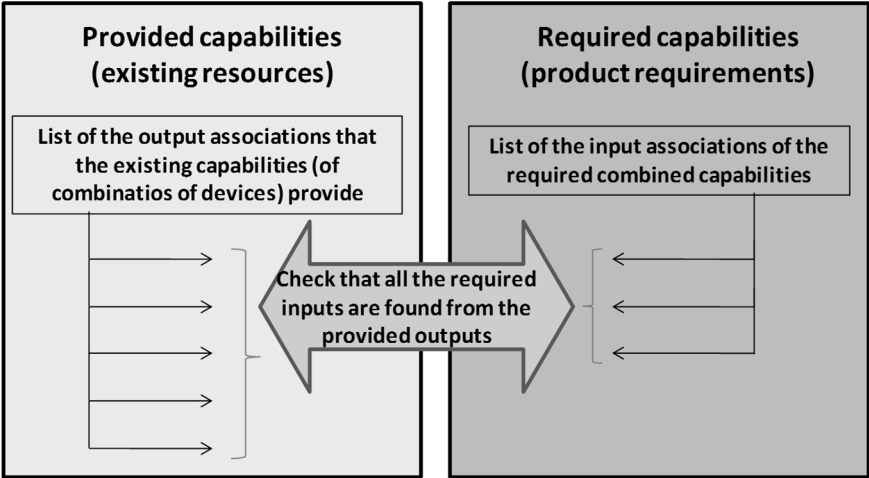 Provided capabilities
(existing resources)
List of the output associations that
the existing capabilities (of
combinatios of devices) provide
Required capabilities
(product requirements)
List of the input associations of the
required combined capabilities
Check that all the required
inputs are found from the
provided outputs